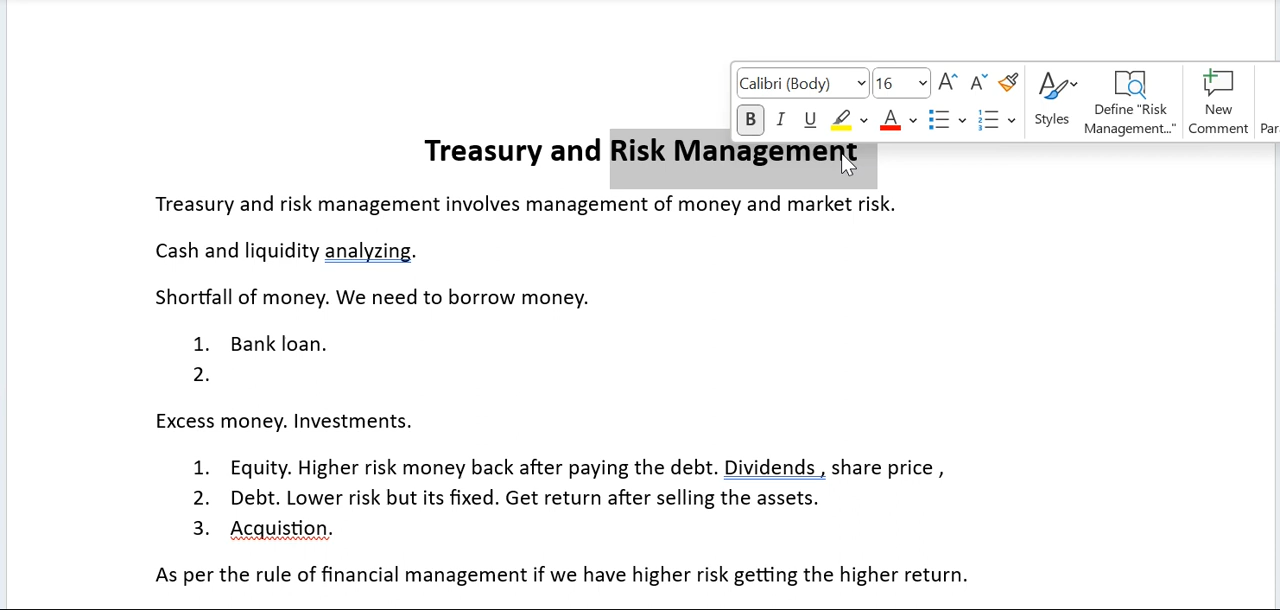 Calibri (Body) 16
Styles
Define "Risk Management..."
New Comment
Par
Treasury and Risk Management
Treasury and risk management involves management of money and market risk.
Cash and liquidity analyzing.
Shortfall of money. We need to borrow money.
1. Bank loan.
2.
Excess money. Investments.
1. Equity. Higher risk money back after paying the debt. Dividends , share price ,
2. Debt. Lower risk but its fixed. Get return after selling the assets.
3. Acquistion.
As per the rule of financial management if we have higher risk getting the higher return.